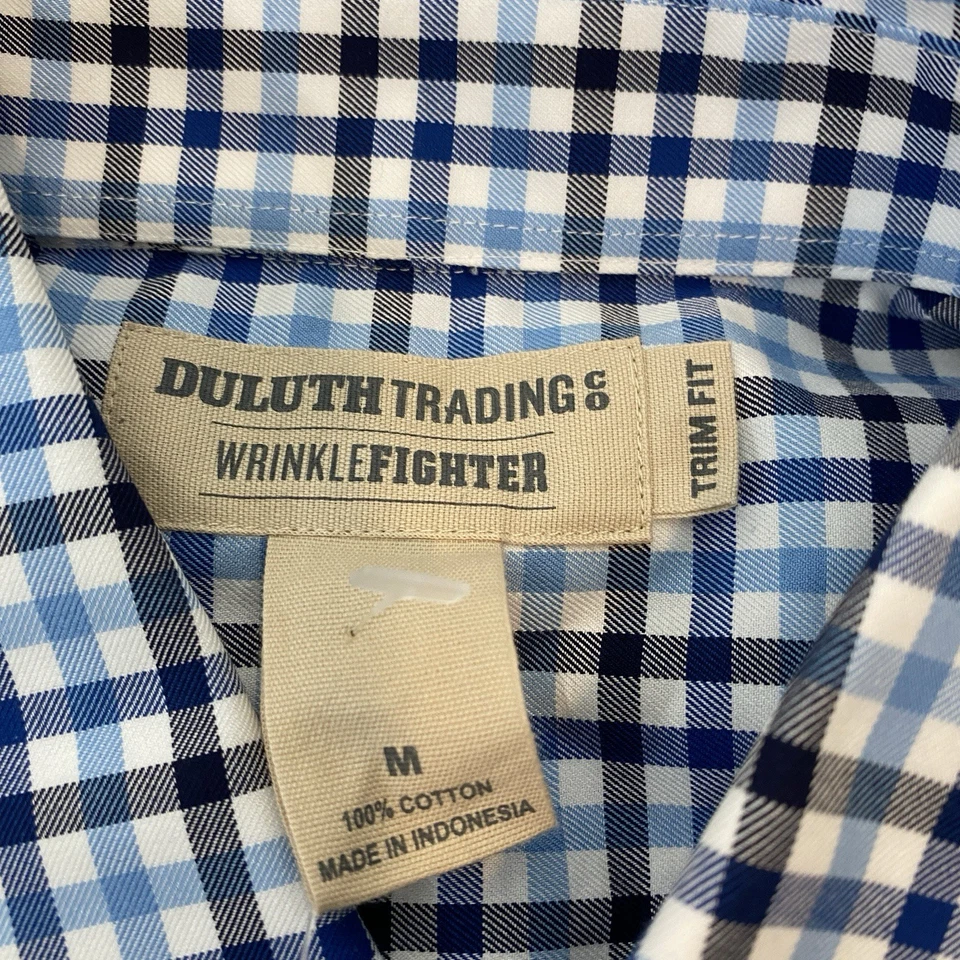 DULUTH TRADING CO
WRINKLEFIGHTER
TRIM FIT
M
100% COTTON
MADE IN INDONESIA